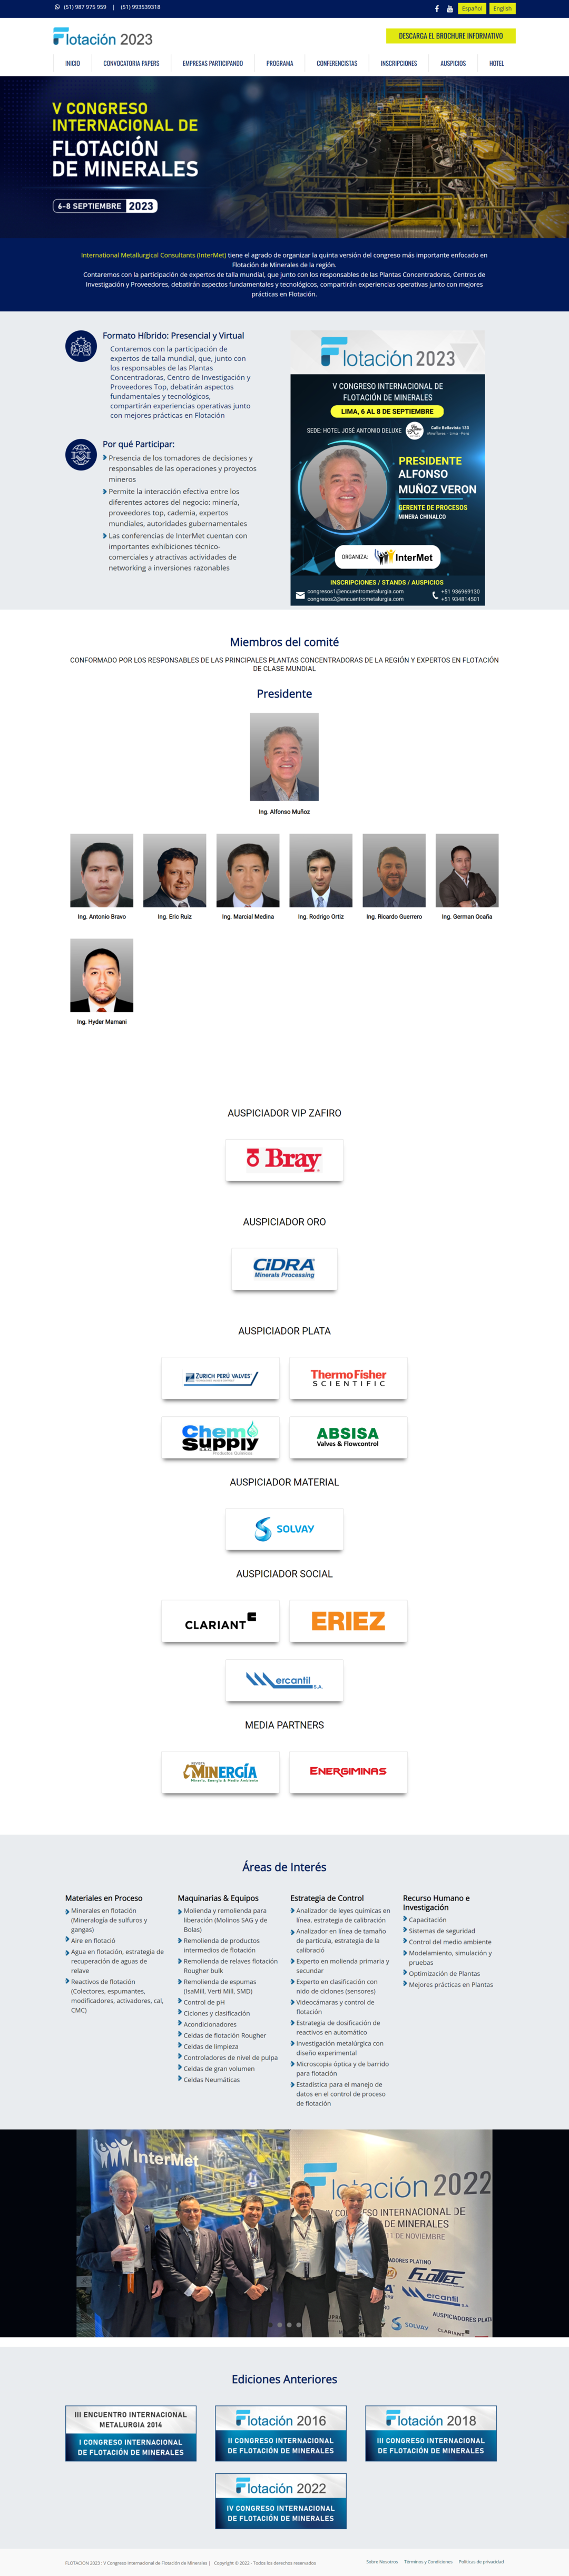 (51) 987 975 959 | (51) 993539318
Español English
Flotación 2023
DESCARGA EL BROCHURE INFORMATIVO
INICIO CONVOCATORIA PAPERS EMPRESAS PARTICIPANDO PROGRAMA CONFERENCISTAS INSCRIPCIONES AUSPICIOS HOTEL
V CONGRESO
INTERNACIONAL DE
FLOTACIÓN
DE MINERALES
6-8 SEPTIEMBRE 2023
International Metallurgical Consultants (InterMet) tiene el agrado de organizar la quinta versión del congreso más importante enfocado en
Flotación de Minerales de la región.
Contaremos con la participación de expertos de talla mundial, que junto con los responsables de las Plantas Concentradoras, Centros de
Investigación y Proveedores, debatirán aspectos fundamentales y tecnológicos, compartirán experiencias operativas junto con mejores
prácticas en Flotación.
Formato Híbrido: Presencial y Virtual
Contaremos con la participación de
expertos de talla mundial, que, junto con
los responsables de las Plantas
Concentradoras, Centro de Investigación y
Proveedores Top, debatirán aspectos
fundamentales y tecnológicos,
compartirán experiencias operativas junto
con mejores prácticas en Flotación
Por qué Participar:
Presencia de los tomadores de decisiones y
responsables de las operaciones y proyectos
mineros
Permite la interacción efectiva entre los
diferentes actores del negocio: minería,
proveedores top, cademia, expertos
mundiales, autoridades gubernamentales
Las conferencias de InterMet cuentan con
importantes exhibiciones técnico-
comerciales y atractivas actividades de
networking a inversiones razonables
Flotación 2023
V CONGRESO INTERNACIONAL DE
FLOTACIÓN DE MINERALES
LIMA, 6 AL 8 DE SEPTIEMBRE
SEDE: HOTEL JOSÉ ANTONIO DELUXE
Calle Bellavista 133
Miraflores - Lima - Perú
PRESIDENTE
ALFONSO
MUÑOZ VERON
GERENTE DE PROCESOS
MINERA CHINALCO
ORGANIZA: InterMet
INSCRIPCIONES / STANDS / AUSPICIOS
congresos1@encuentrometalurgia.com +51 936969130
congresos2@encuentrometalurgia.com +51 934814501
Miembros del comité
CONFORMADO POR LOS RESPONSABLES DE LAS PRINCIPALES PLANTAS CONCENTRADORAS DE LA REGIÓN Y EXPERTOS EN FLOTACIÓN
DE CLASE MUNDIAL
Presidente
Ing. Alfonso Muñoz
Ing. Antonio Bravo Ing. Eric Ruiz Ing. Marcial Medina Ing. Rodrigo Ortiz Ing. Ricardo Guerrero Ing. German Ocaña
Ing. Hyder Mamani
AUSPICIADOR VIP ZAFIRO
Bray
AUSPICIADOR ORO
CiDRA
Minerals Processing
AUSPICIADOR PLATA
ZURICH PERÚ VALVES
ThermoFisher
SCIENTIFIC
Chem
Supply
ABSISA
Valves & Flowcontrol
AUSPICIADOR MATERIAL
SOLVAY
AUSPICIADOR SOCIAL
CLARIANT
ERIEZ
Mercantil S.A.
MEDIA PARTNERS
REVISTA
MINERGÍA
Minería, Energía & Medio Ambiente
ENERGIMINAS
Áreas de Interés
Materiales en Proceso
Minerales en flotación
(Mineralogía de sulfuros y
gangas)
Aire en flotació
Agua en flotación, estrategia de
recuperación de aguas de
relave
Reactivos de flotación
(Colectores, espumantes,
modificadores, activadores, cal,
CMC)
Maquinarias & Equipos
Molienda y remolienda para
liberación (Molinos SAG y de
Bolas)
Remolienda de productos
intermedios de flotación
Remolienda de relaves flotación
Rougher bulk
Remolienda de espumas
(IsaMill, Verti Mill, SMD)
Control de pH
Ciclones y clasificación
Acondicionadores
Celdas de flotación Rougher
Celdas de limpieza
Controladores de nivel de pulpa
Celdas de gran volumen
Celdas Neumáticas
Estrategia de Control
Analizador de leyes químicas en
línea, estrategia de calibración
Analizador en línea de tamaño
de partícula, estrategia de la
calibració
Experto en molienda primaria y
secundar
Experto en clasificación con
nido de ciclones (sensores)
Videocámaras y control de
flotación
Estrategia de dosificación de
reactivos en automático
Investigación metalúrgica con
diseño experimental
Microscopía óptica y de barrido
para flotación
Estadística para el manejo de
datos en el control de proceso
de flotación
Recurso Humano e
Investigación
Capacitación
Sistemas de seguridad
Control del medio ambiente
Modelamiento, simulación y
pruebas
Optimización de Plantas
Mejores prácticas en Plantas
InterMet
Flotación 2022
SO INTERNACIONAL DE
DE MINERALES
DE NOVIEMBRE
ADORES PLATINO
FLOTTEC
ercantil
AUSPICIADORES PLAT
SOLVAY
CLARIANT
Ediciones Anteriores
III ENCUENTRO INTERNACIONAL
METALURGIA 2014
I CONGRESO INTERNACIONAL
DE FLOTACIÓN DE MINERALES
Flotación 2016
II CONGRESO INTERNACIONAL
DE FLOTACIÓN DE MINERALES
Flotación 2018
III CONGRESO INTERNACIONAL
DE FLOTACIÓN DE MINERALES
Flotación 2022
IV CONGRESO INTERNACIONAL
DE FLOTACIÓN DE MINERALES
FLOTACION 2023 : V Congreso Internacional de Flotación de Minerales | Copyright © 2022 - Todos los derechos reservados
Sobre Nosotros Términos y Condiciones Políticas de privacidad